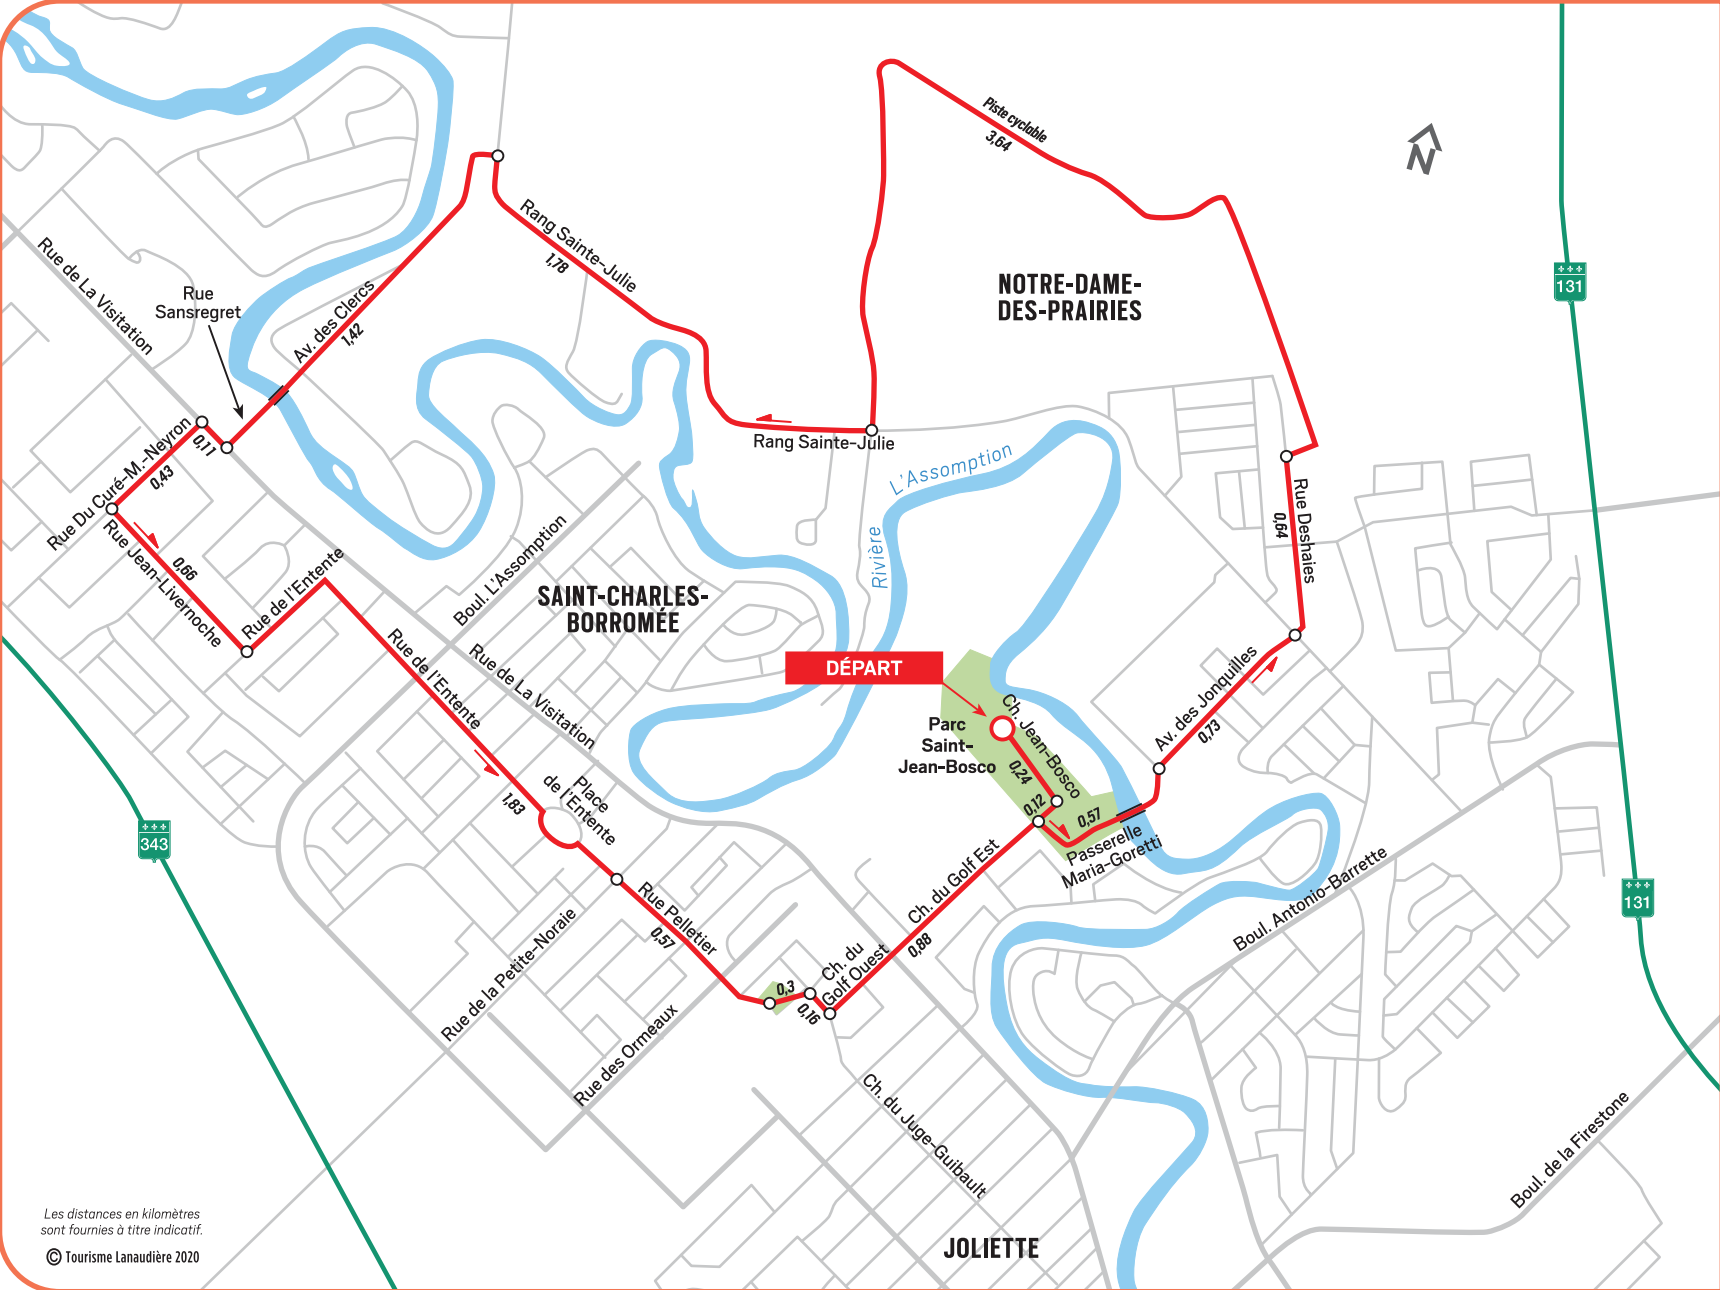 Piste cyclable
3,64
N
131
Rang Sainte-Julie
1,78
NOTRE-DAME-
DES-PRAIRIES
Rue de La Visitation
Rue
Sansregret
Av. des Clercs
1,42
Rang Sainte-Julie
L'Assomption
Rivière
Rue Du Curé-M.-Neyron
0,11
0,43
Rue Deshaies
0,64
Rue Jean-Livernoche
0,66
Rue de l'Entente
Boul. L'Assomption
SAINT-CHARLES-
BORROMÉE
Rue de l'Entente
1,83
Rue de La Visitation
DÉPART
Parc
Saint-
Jean-Bosco
Ch. Jean-Bosco
0,24
0,12
0,57
Passerelle
Maria-Goretti
Av. des Jonquilles
0,73
343
Place
de l'Entente
131
Boul. Antonio-Barrette
Rue Pelletier
0,57
Ch. du Golf Est
0,88
Ch. du
Golf Ouest
0,3
0,16
Rue de la Petite-Noraie
Rue des Ormeaux
Ch. du Juge-Guibault
Boul. de la Firestone
JOLIETTE
Les distances en kilomètres
sont fournies à titre indicatif.
© Tourisme Lanaudière 2020